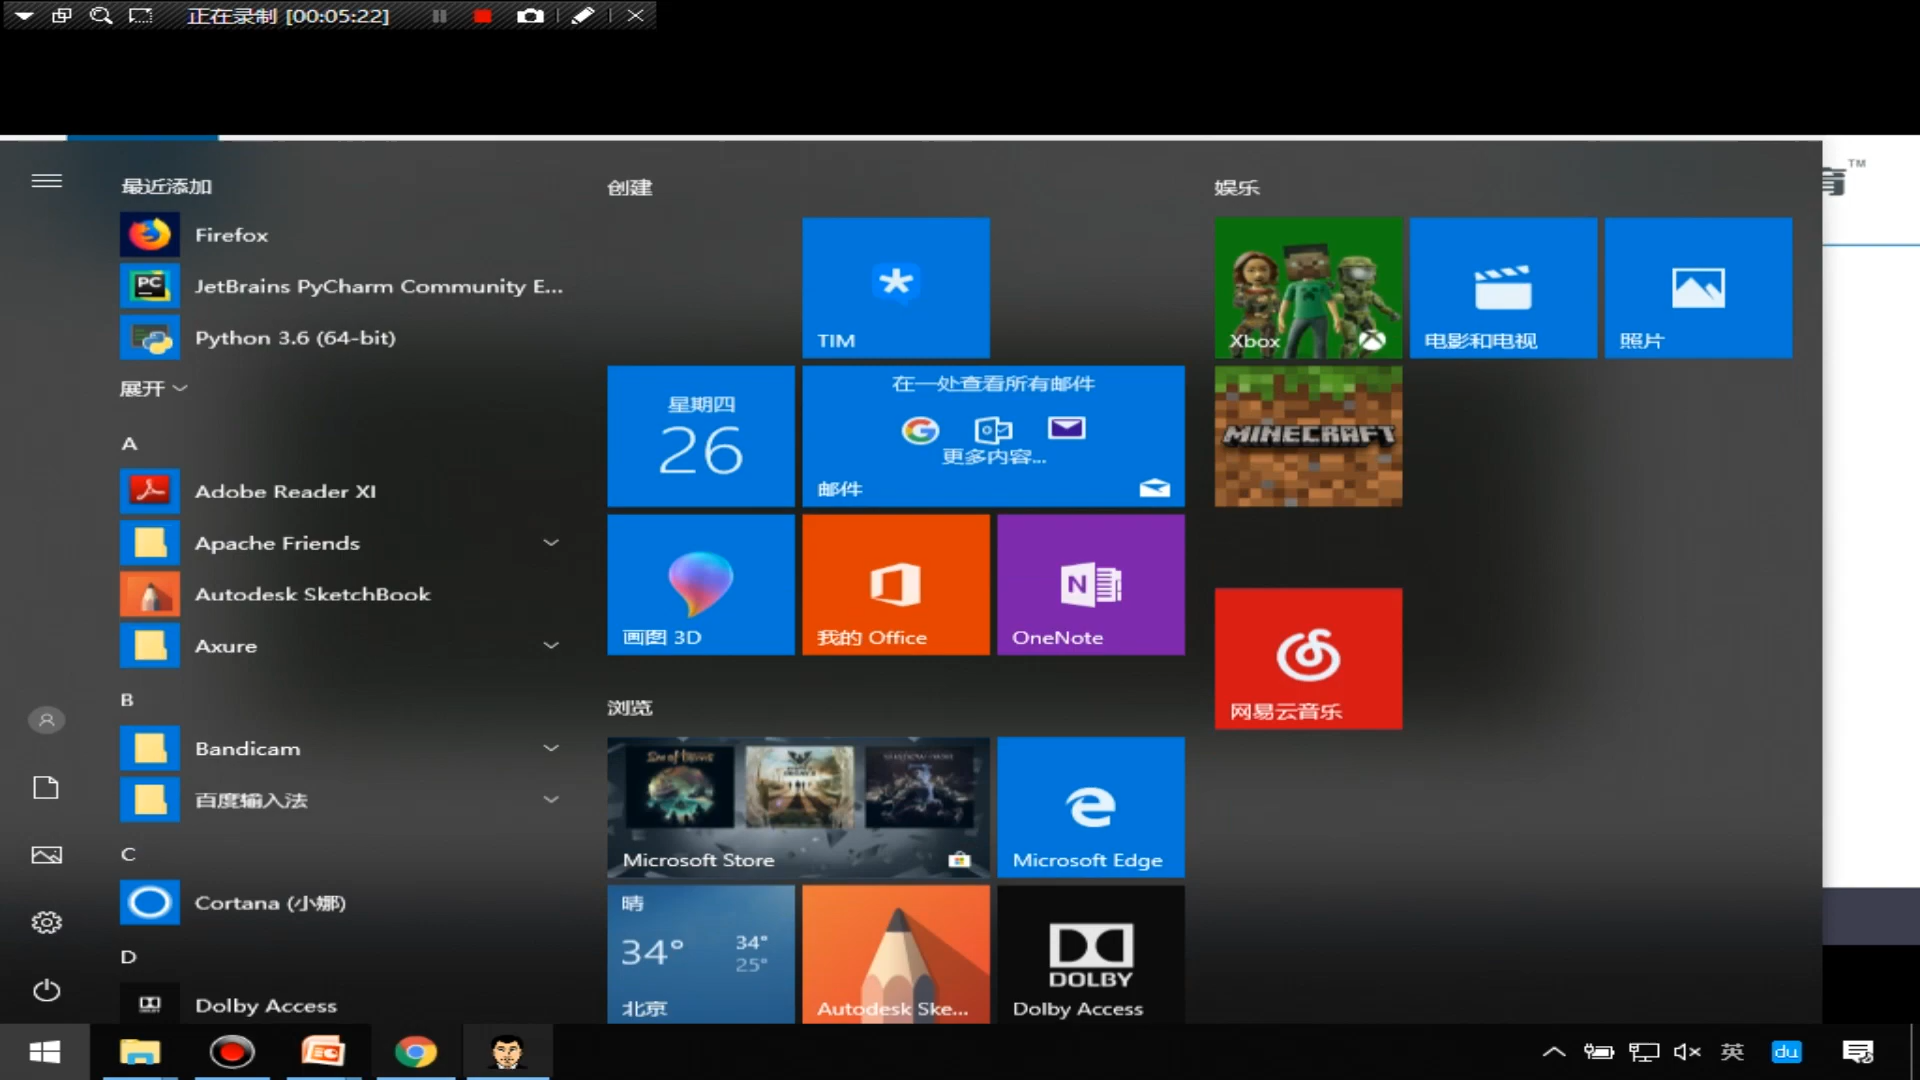 正在录制 [00:05:22]
育™
最近添加
Firefox
JetBrains PyCharm Community E...
Python 3.6 (64-bit)
展开
A
Adobe Reader XI
Apache Friends
Autodesk SketchBook
Axure
B
Bandicam
百度输入法
C
Cortana (小娜)
D
Dolby Access
创建
TIM
星期四
26
在一处查看所有邮件
更多内容...
邮件
画图 3D
我的 Office
N
OneNote
浏览
Microsoft Store
Microsoft Edge
晴
34°
34°
25°
北京
Autodesk Ske...
DOLBY
Dolby Access
娱乐
Xbox
电影和电视
照片
MINECRAFT
网易云音乐
英
du